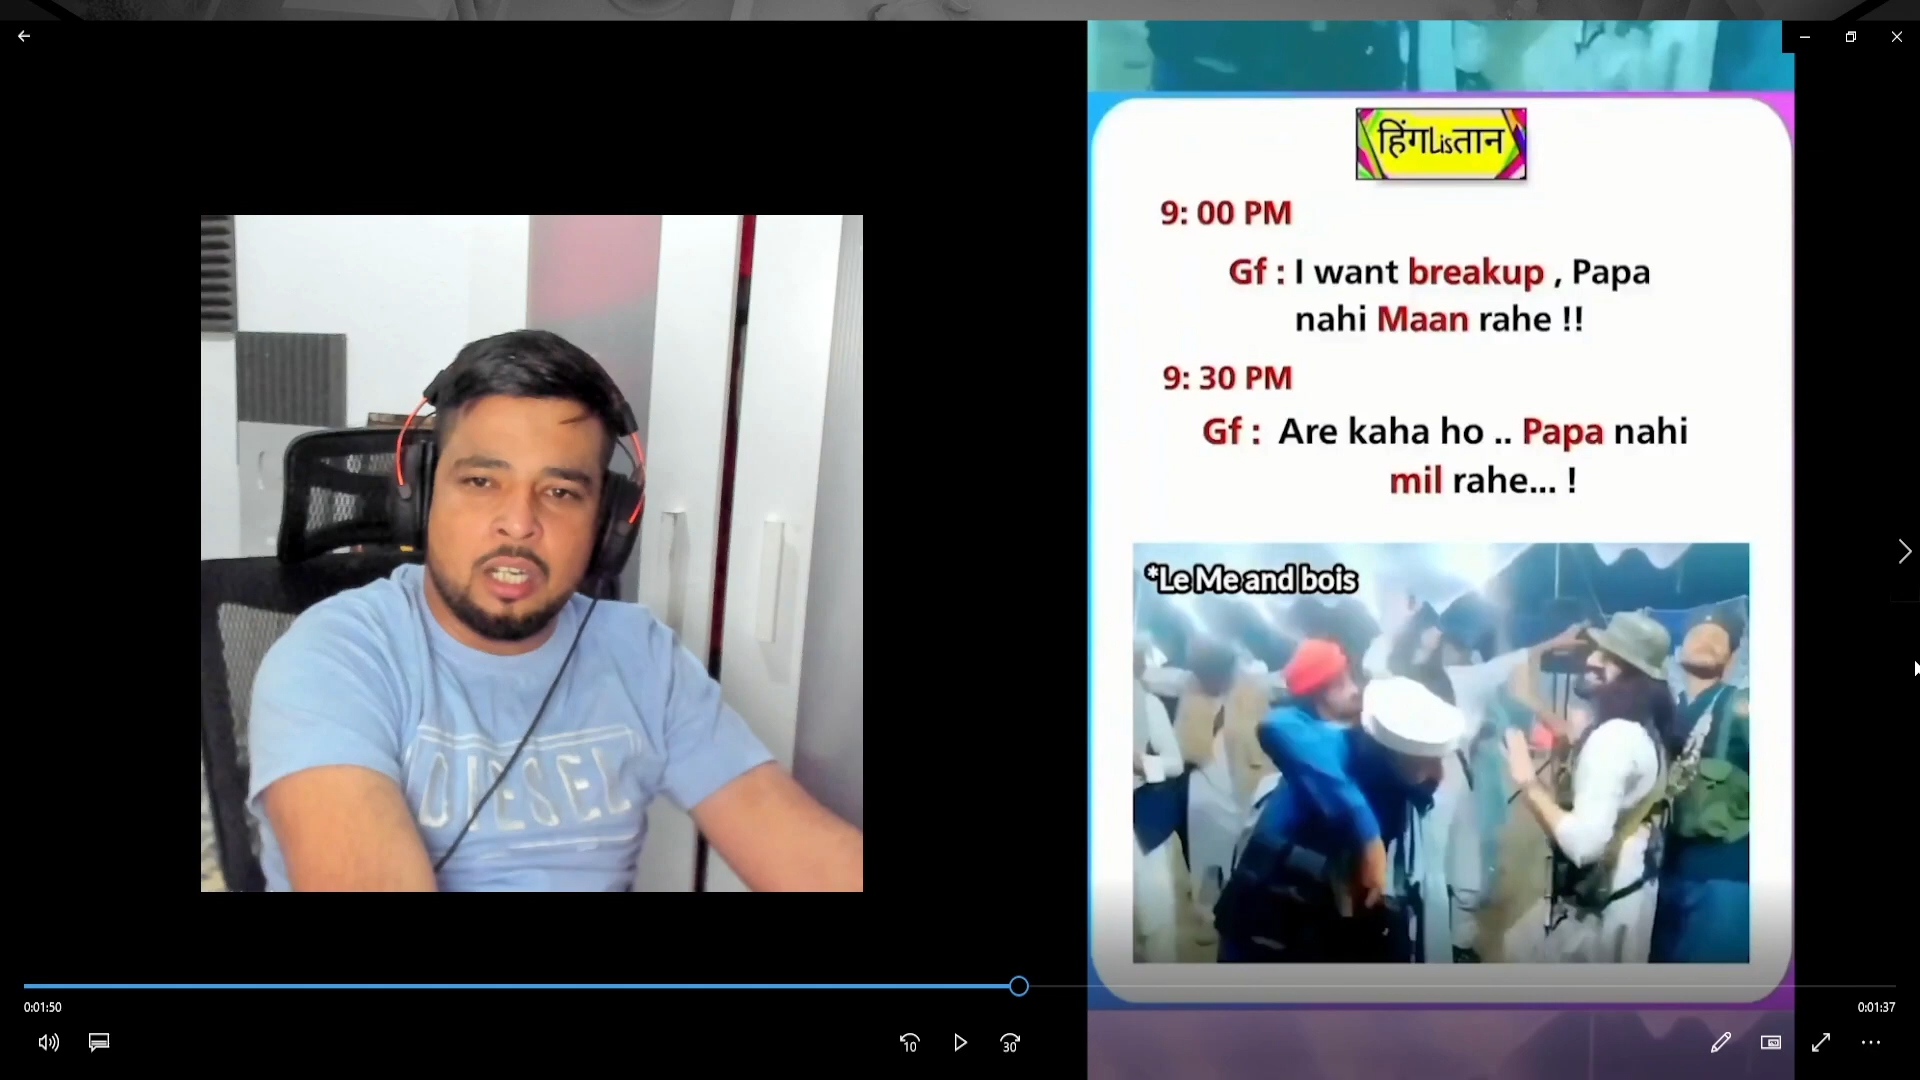 हिंगLisतान
9: 00 PM
Gf : I want breakup , Papa
nahi Maan rahe !!
9: 30 PM
Gf : Are kaha ho .. Papa nahi
mil rahe... !
*Le Me and bois
DIESEL
0:01:50
0:01:37
10
30